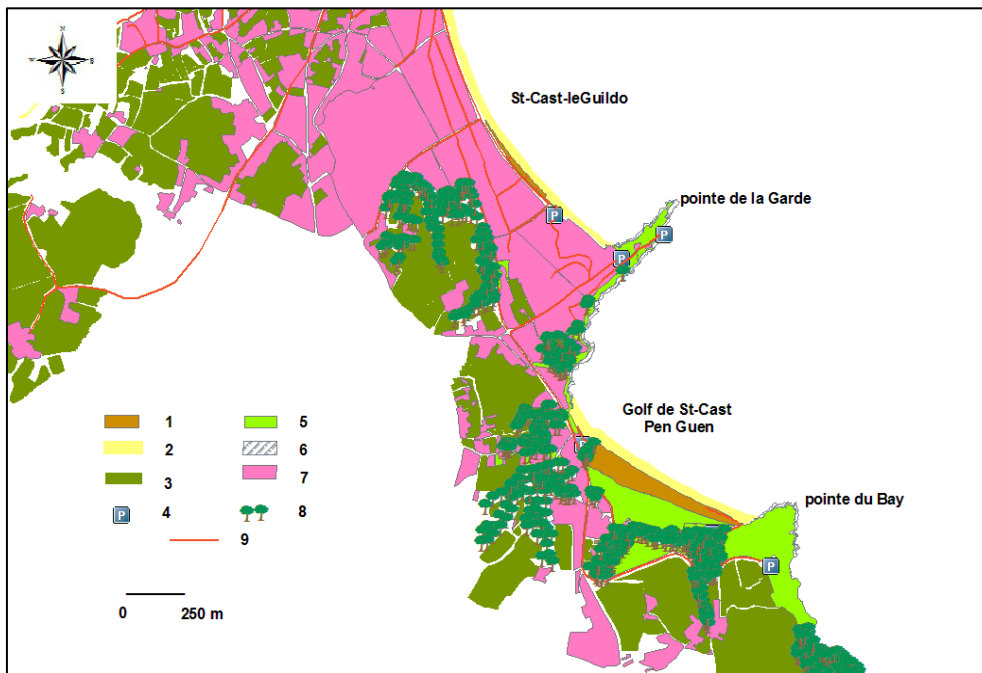 N
W
S
St-Cast-leGuildo
pointe de la Garde
P
P
P
Golf de St-Cast
Pen Guen
P
pointe du Bay
P
1
5
2
6
3
7
P
4
8
9
0
250 m